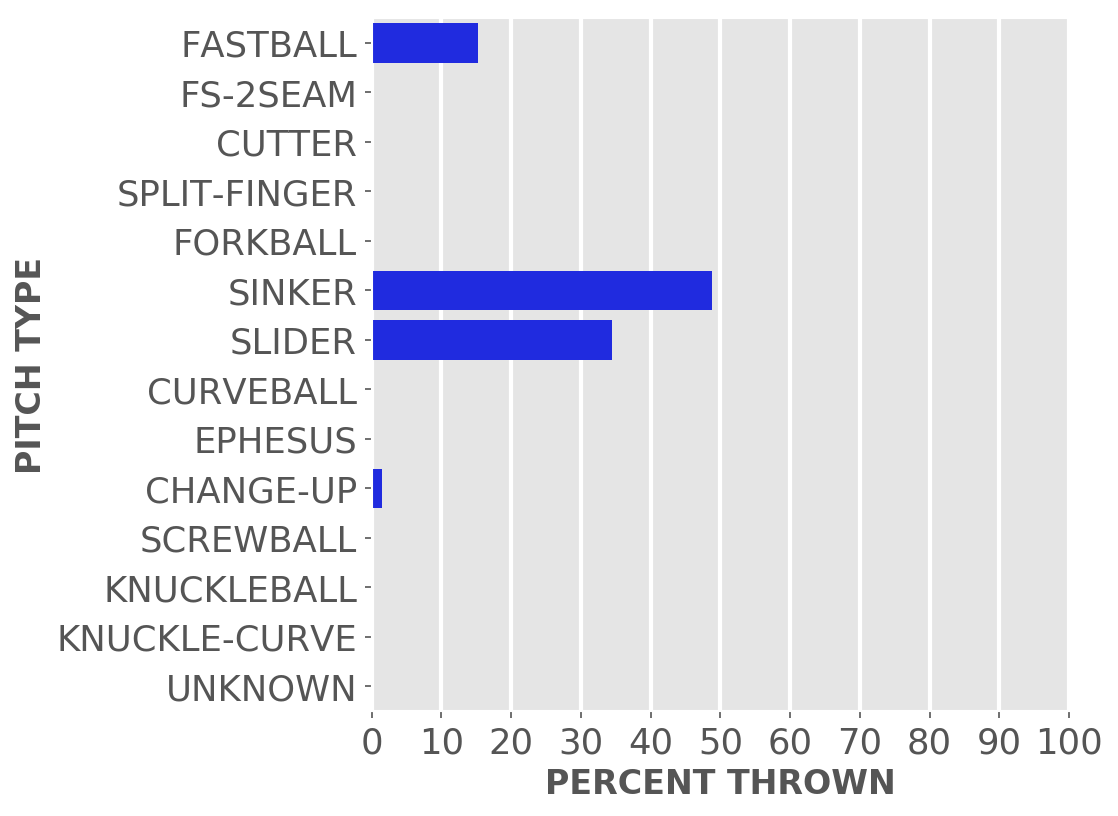 FASTBALL
FS-2SEAM
CUTTER
SPLIT-FINGER
FORKBALL
SINKER
SLIDER
CURVEBALL
EPHESUS
CHANGE-UP
SCREWBALL
KNUCKLEBALL
KNUCKLE-CURVE
UNKNOWN
PITCH TYPE
0 10 20 30 40 50 60 70 80 90 100
PERCENT THROWN